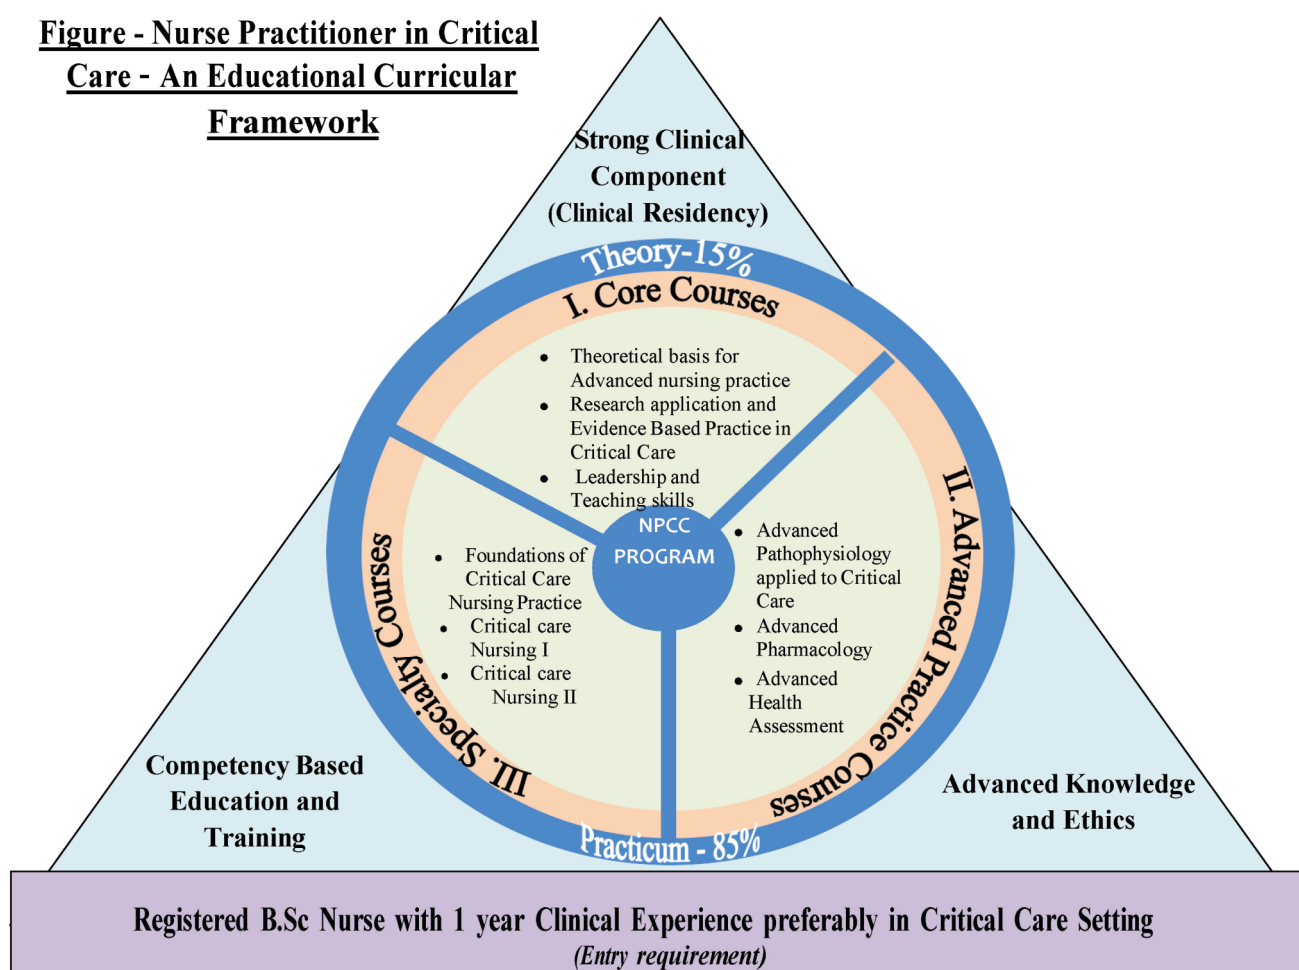 Figure - Nurse Practitioner in Critical
Care - An Educational Curricular
Framework
Strong Clinical
Component
(Clinical Residency)
Theory-15%
I. Core Courses
● Theoretical basis for
Advanced nursing practice
● Research application and
Evidence Based Practice in
Critical Care
● Leadership and
Teaching skills
NPCC
PROGRAM
II. Advanced Practice Courses
● Advanced
Pathophysiology
applied to Critical
Care
● Advanced
Pharmacology
● Advanced
Health
Assessment
III. Specialty Courses
● Foundations of
Critical Care
Nursing Practice
● Critical care
Nursing I
● Critical care
Nursing II
Practicum - 85%
Competency Based
Education and
Training
Advanced Knowledge
and Ethics
Registered B.Sc Nurse with 1 year Clinical Experience preferably in Critical Care Setting
(Entry requirement)